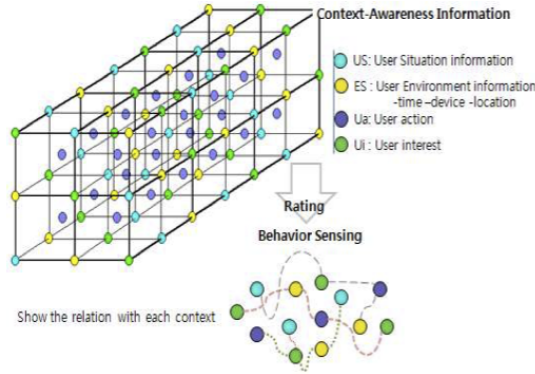 Context-Awareness Information
US: User Situation information
ES : User Environment information
-time –device -location
Ua: User action
Ui : User interest
Rating
Behavior Sensing
Show the relation with each context